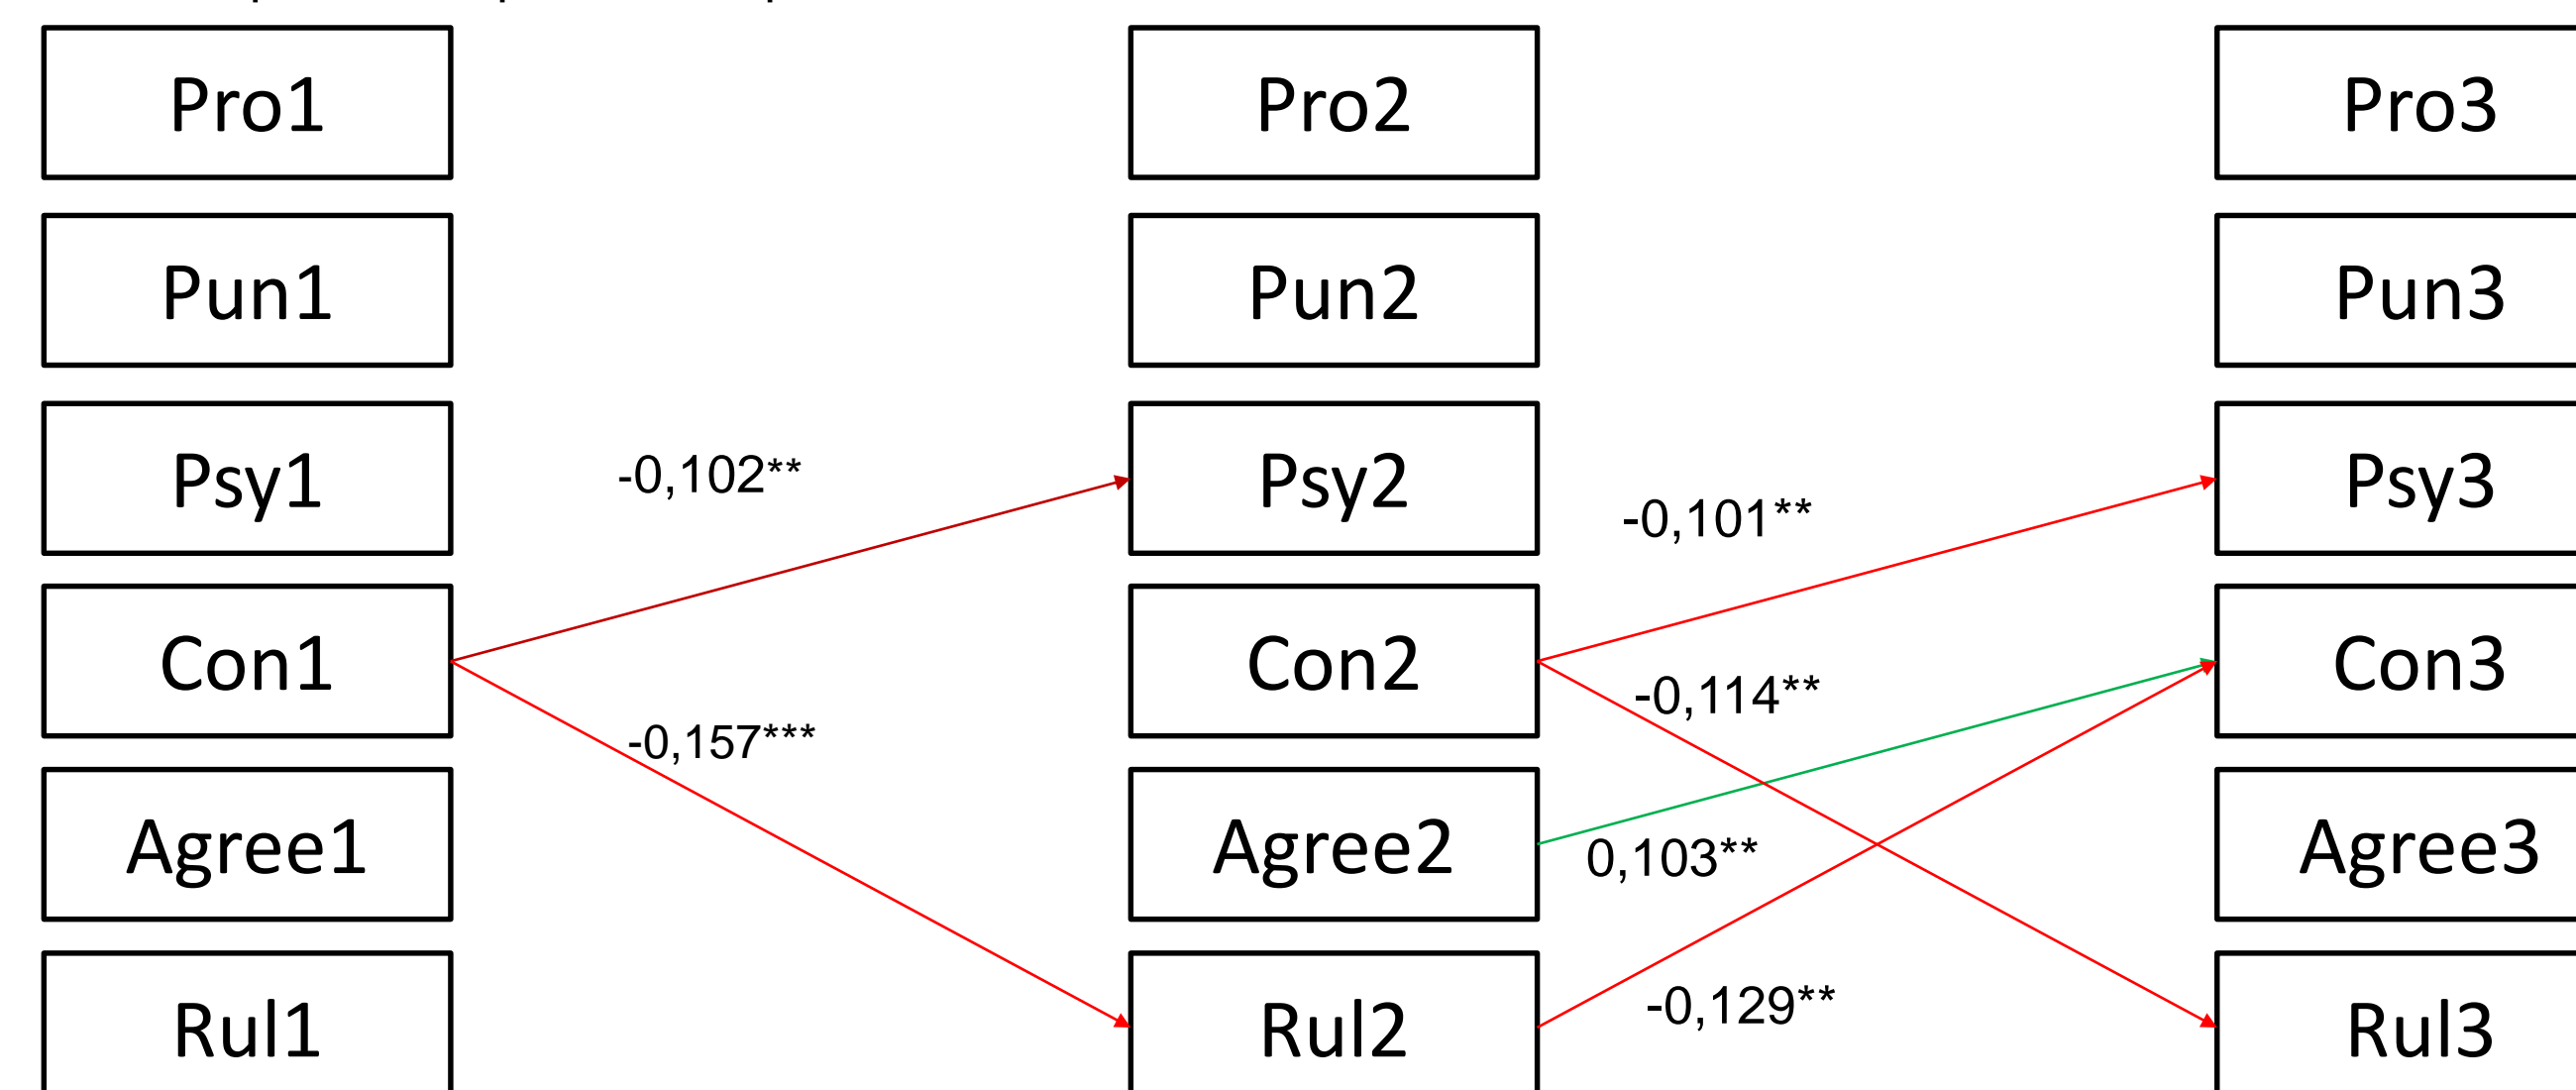 Pro1 Pro2 Pro3
Pun1 Pun2 Pun3
Psy1 -0,102** Psy2 -0,101** Psy3
Con1 Con2 -0,114** Con3
-0,157***
Agree1 Agree2 0,103** Agree3
Rul1 Rul2 -0,129** Rul3